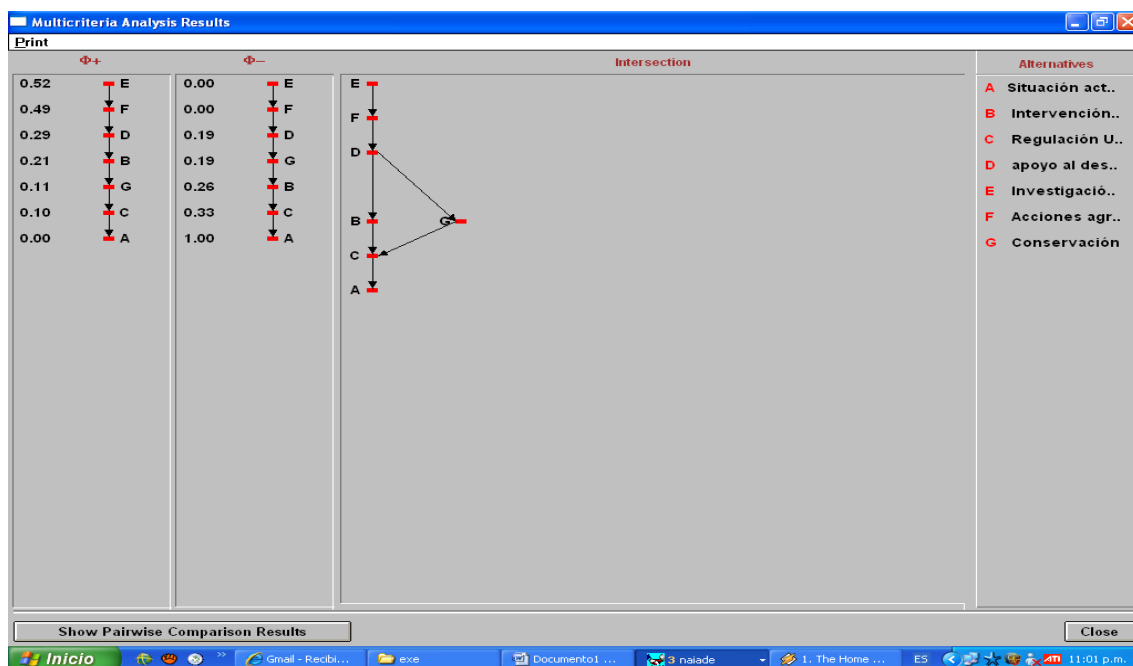 Multicriteria Analysis Results
Print
Φ+ Φ− Intersection Alternatives
0.52 E 0.00 E E A Situación act..
0.49 F 0.00 F F B Intervención..
0.29 D 0.19 D D C Regulación U..
0.21 B 0.19 G D apoyo al des..
0.11 G 0.26 B B G E Investigació..
0.10 C 0.33 C C F Acciones agr..
0.00 A 1.00 A A G Conservación
Show Pairwise Comparison Results Close
Inicio » Gmail - Recibi... exe Documento1 ... 3 naiade 1. The Home ... ES ATI 11:01 p.m.